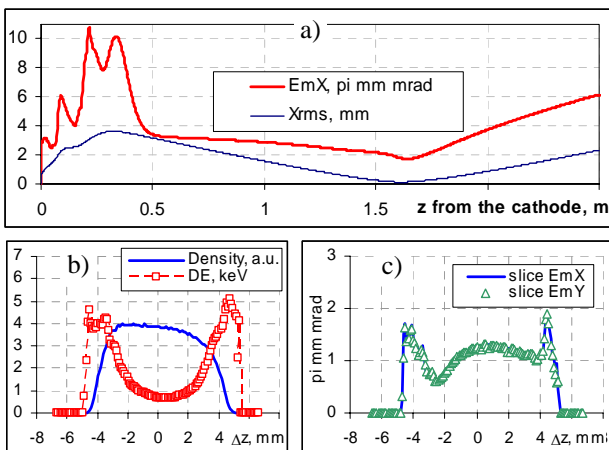 a)
10
8
6
4
2
0
EmX, pi mm mrad
Xrms, mm
0 0.5 1 1.5 z from the cathode, m
b)
7
6
5
4
3
2
1
0
Density, a.u.
DE, keV
-8 -6 -4 -2 0 2 4 6 Δz, mm
c)
3
2
1
0
pi mm mrad
slice EmX
slice EmY
-8 -6 -4 -2 0 2 4 6 Δz, mm 8